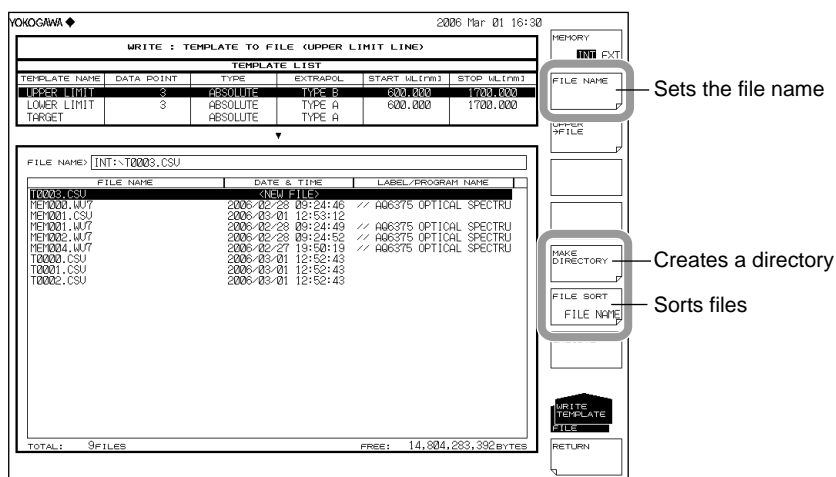 YOKOGAWA ◆ 2006 Mar 01 16:30
WRITE : TEMPLATE TO FILE (UPPER LIMIT LINE)
TEMPLATE LIST
TEMPLATE NAME DATA POINT TYPE EXTRAPOL START WL[nm] STOP WL[nm]
UPPER LIMIT 3 ABSOLUTE TYPE B 600.000 1700.000
LOWER LIMIT 3 ABSOLUTE TYPE A 600.000 1700.000
TARGET ABSOLUTE TYPE A
▼
FILE NAME> INT:\T0003.CSV
FILE NAME DATE & TIME LABEL/PROGRAM NAME
T0003.CSV <NEW FILE>
MEM000.WV7 2006/02/28 09:24:46 // AQ6375 OPTICAL SPECTRU
MEM001.CSV 2006/03/01 12:53:12
MEM001.WV7 2006/02/28 09:24:49 // AQ6375 OPTICAL SPECTRU
MEM002.WV7 2006/02/28 09:24:52 // AQ6375 OPTICAL SPECTRU
MEM004.WV7 2006/02/27 19:50:19 // AQ6375 OPTICAL SPECTRU
T0000.CSV 2006/03/01 12:52:43
T0001.CSV 2006/03/01 12:52:43
T0002.CSV 2006/03/01 12:52:43
TOTAL: 9FILES FREE: 14,804,283,392BYTES
MEMORY
INT EXT
FILE NAME
Sets the file name
UPPER
→FILE
MAKE
DIRECTORY
Creates a directory
FILE SORT
FILE NAME
Sorts files
WRITE
TEMPLATE
FILE
RETURN